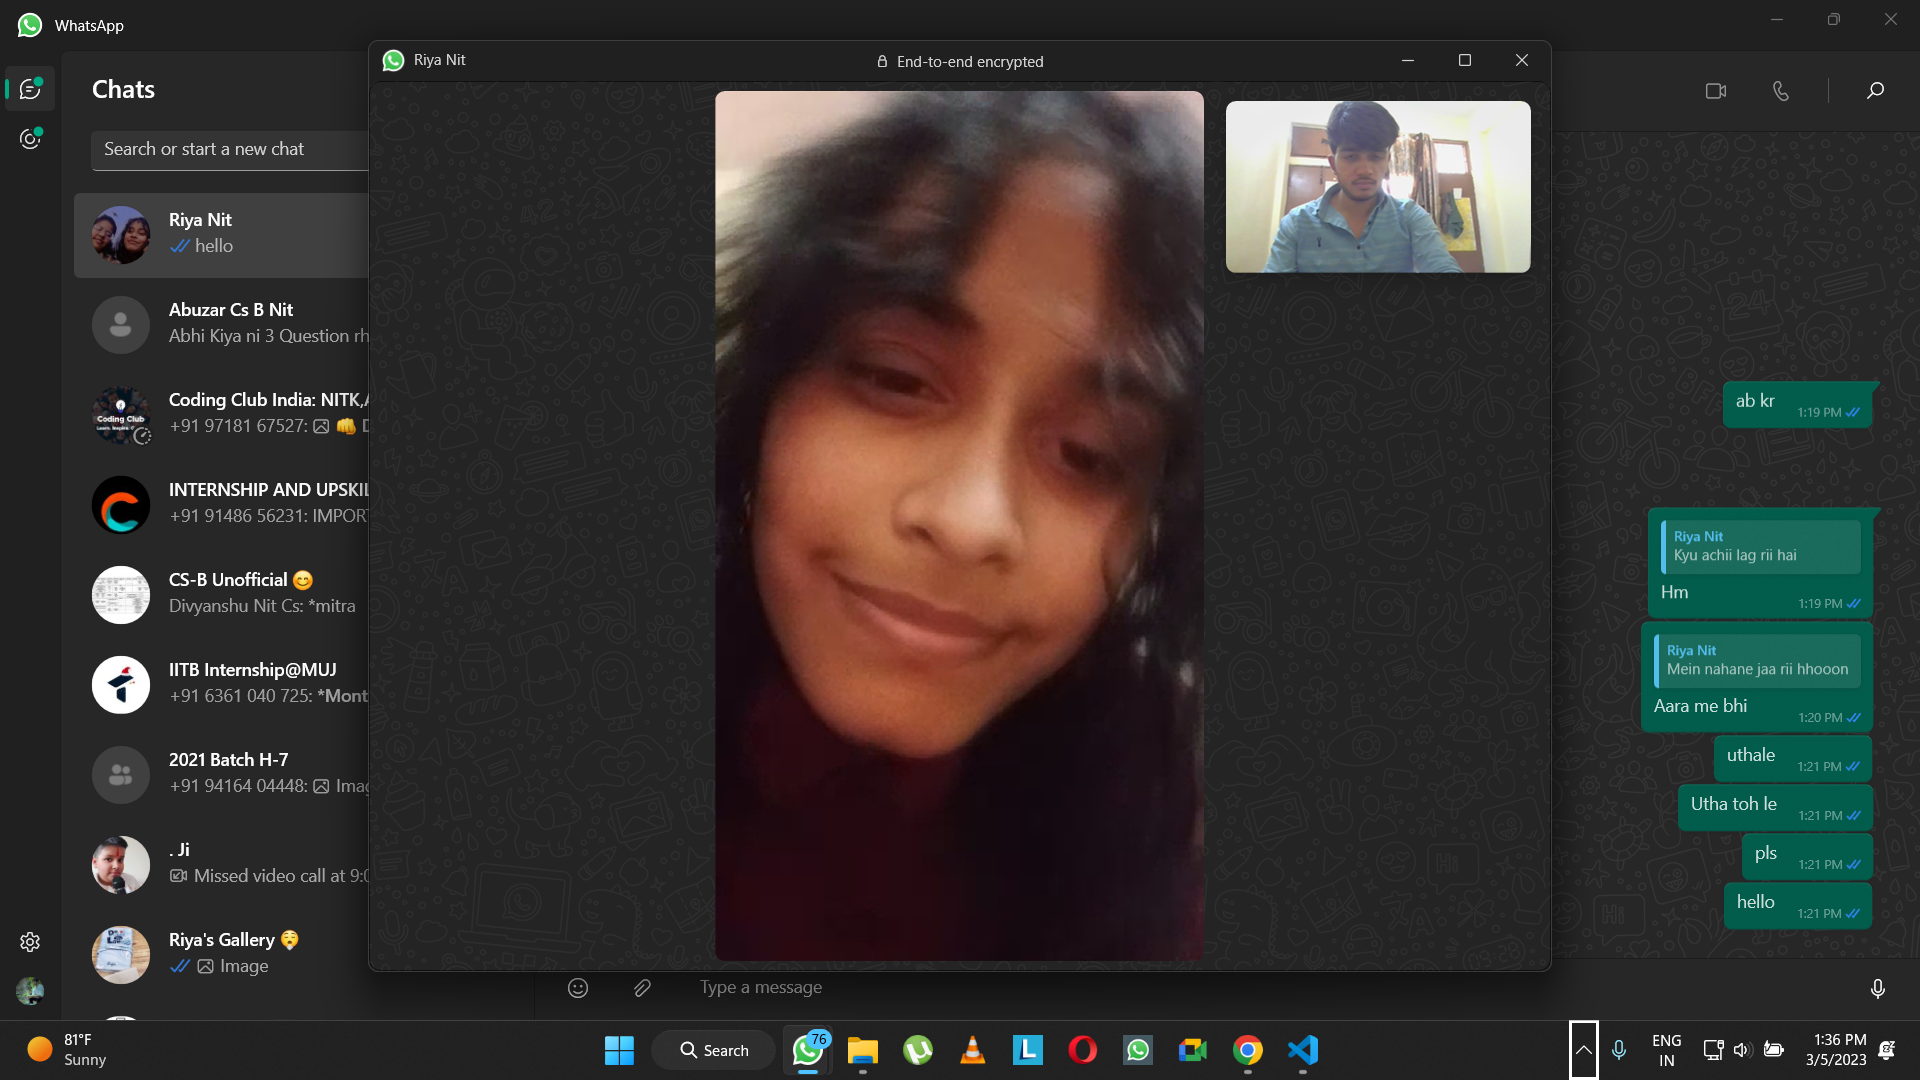 WhatsApp
Riya Nit
End-to-end encrypted
Chats
Search or start a new chat
Riya Nit
hello
Abuzar Cs B Nit
Abhi Kiya ni 3 Question rh
Coding Club
Coding Club India: NITK,
+91 97181 67527: 👊
INTERNSHIP AND UPSKIL
+91 91486 56231: IMPOR
CS-B Unofficial 😊
Divyanshu Nit Cs: *mitra
IITB Internship@MUJ
+91 6361 040 725: *Mont
2021 Batch H-7
+91 94164 04448: Imag
. Ji
Missed video call at 9:0
Riya's Gallery
Image
ab kr
1:19 PM
Riya Nit
Kyu achii lag rii hai
Hm
1:19 PM
Riya Nit
Mein nahane jaa rii hhooon
Aara me bhi
1:20 PM
uthale
1:21 PM
Utha toh le
1:21 PM
pls
1:21 PM
hello
1:21 PM
Type a message
81°F
Sunny
Search
76
L
ENG
IN
1:36 PM
3/5/2023